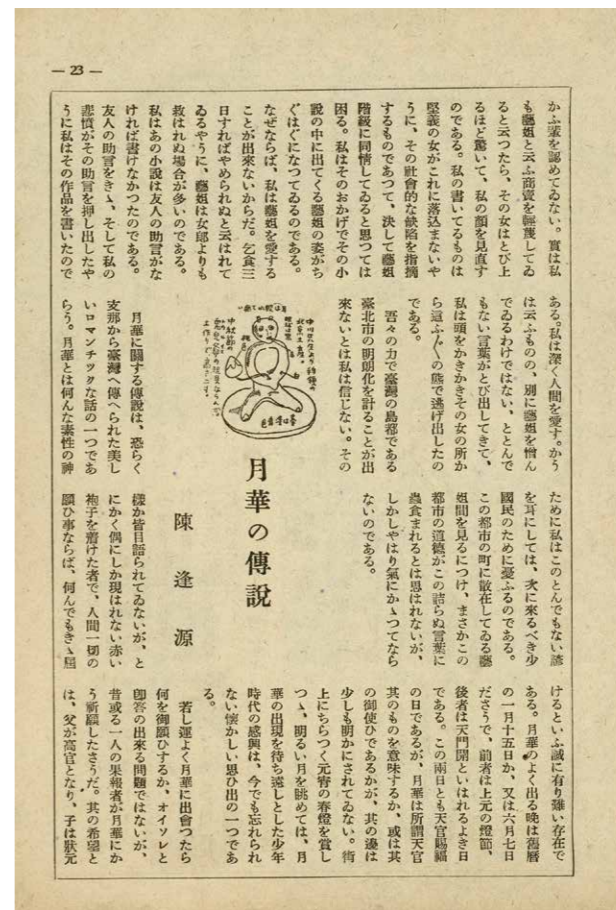 — 23 —
かふ輩を認めてゐない。實は私
も藝妲と云ふ商賣を輕蔑してゐ
ると云つたら、その女はとび上
るほど驚いて、私の顏を見直す
のである。私の書いてるものは
堅義の女がこれに落込まないや
うに、その社會的な缺陷を指摘
するものであつて、決して藝妲
階級に同情してゐると思つては
困る。私はそのおかげでその小
說の中に出てくる藝妲の姿がち
ぐはぐになつてゐるのである。
なぜならば、私は藝妲を愛する
ことが出來ないからだ。乞食三
日すればやめられぬと云はれて
ゐるやうに、藝妲は女郞よりも
救はれぬ場合が多いのである。
私はあの小說は友人の助言がな
ければ書けなかつたのである。
友人の助言をきゝ、そして私の
悲憤がその助言を押し出したや
うに私はその作品を書いたので
ある。私は深く人間を愛す。かう
は云ふものの、別に藝妲を憎ん
でゐるわけではない、ととんで
もない言葉がとび出してきて、
私は頭をかきかきその女の所か
ら這ふ〳〵の態で逃げ出したの
である。
吾々の力で臺灣の島都である
臺北市の明朗化を計ることが出
來ないとは私は信じない。その
ために私はこのとんでもない諺
を耳にしては、次に來るべき少
國民のために憂ふるのである。
この都市の町に散在してゐる藝
妲間を見るにつけ、まさかこの
都市の道德がこの詰らぬ言葉に
蟲食まれるとは思はれないが、
しかしやはり氣にかゝつてなら
ないのである。
月華の傳說
陳逢源
月華に關する傳說は、恐らく
支那から臺灣へ傳へられた美し
いロマンチックな話の一つであ
らう。月華とは何んな素性の神
樣か皆目語られてゐないが、と
にかく偶にしか現はれない赤い
袍子を着けた者で、人間一切の
願ひ事ならば、何んでもきゝ屆
けるといふ誠に有り難い存在で
ある。月華のよく出る晩は舊曆
の一月十五日か、又は六月七日
ださうで、前者は上元の燈節、
後者は天門開といはれるよき日
である。この兩日とも天官賜福
の日であるが、月華は所謂天官
其のものを意味するか、或は其
の御使ひであるかが、其の邊は
少しも明かにされてゐない。街
上にちらつく元宵の春燈を賞し
つゝ、明るい月を眺めては、月
華の出現を待ち遠しとした少年
時代の感興は、今でも忘れられ
ない懷かしい思ひ出の一つであ
る。
若し運よく月華に出會つたら
何を御願ひするか、オイソレと
卽答の出來る問題ではないが、
昔或る一人の果報者が月華にか
う祈願したさうだ。其の希望と
は、父が高官となり、子は狀元